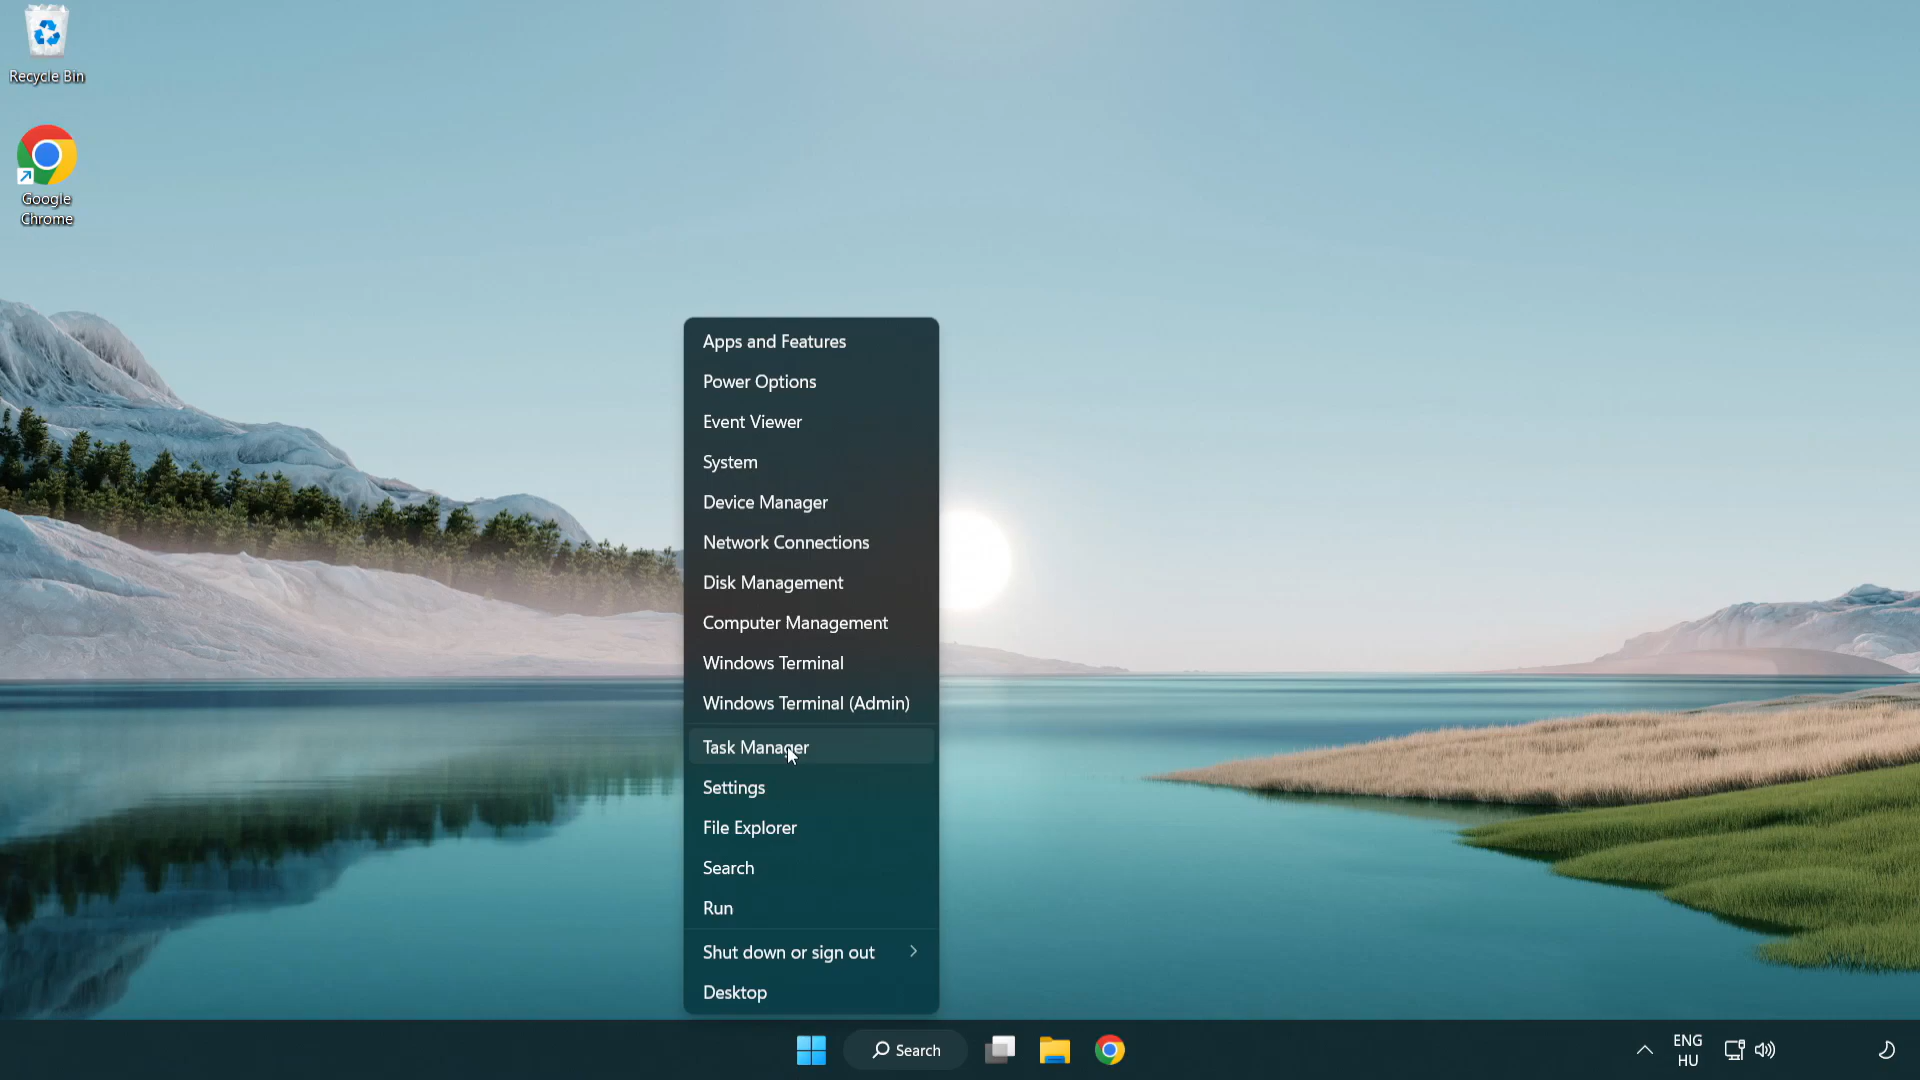 Recycle Bin
Google
Chrome
Apps and Features
Power Options
Event Viewer
System
Device Manager
Network Connections
Disk Management
Computer Management
Windows Terminal
Windows Terminal (Admin)
Task Manager
Settings
File Explorer
Search
Run
Shut down or sign out
Desktop
Search
ENG
HU